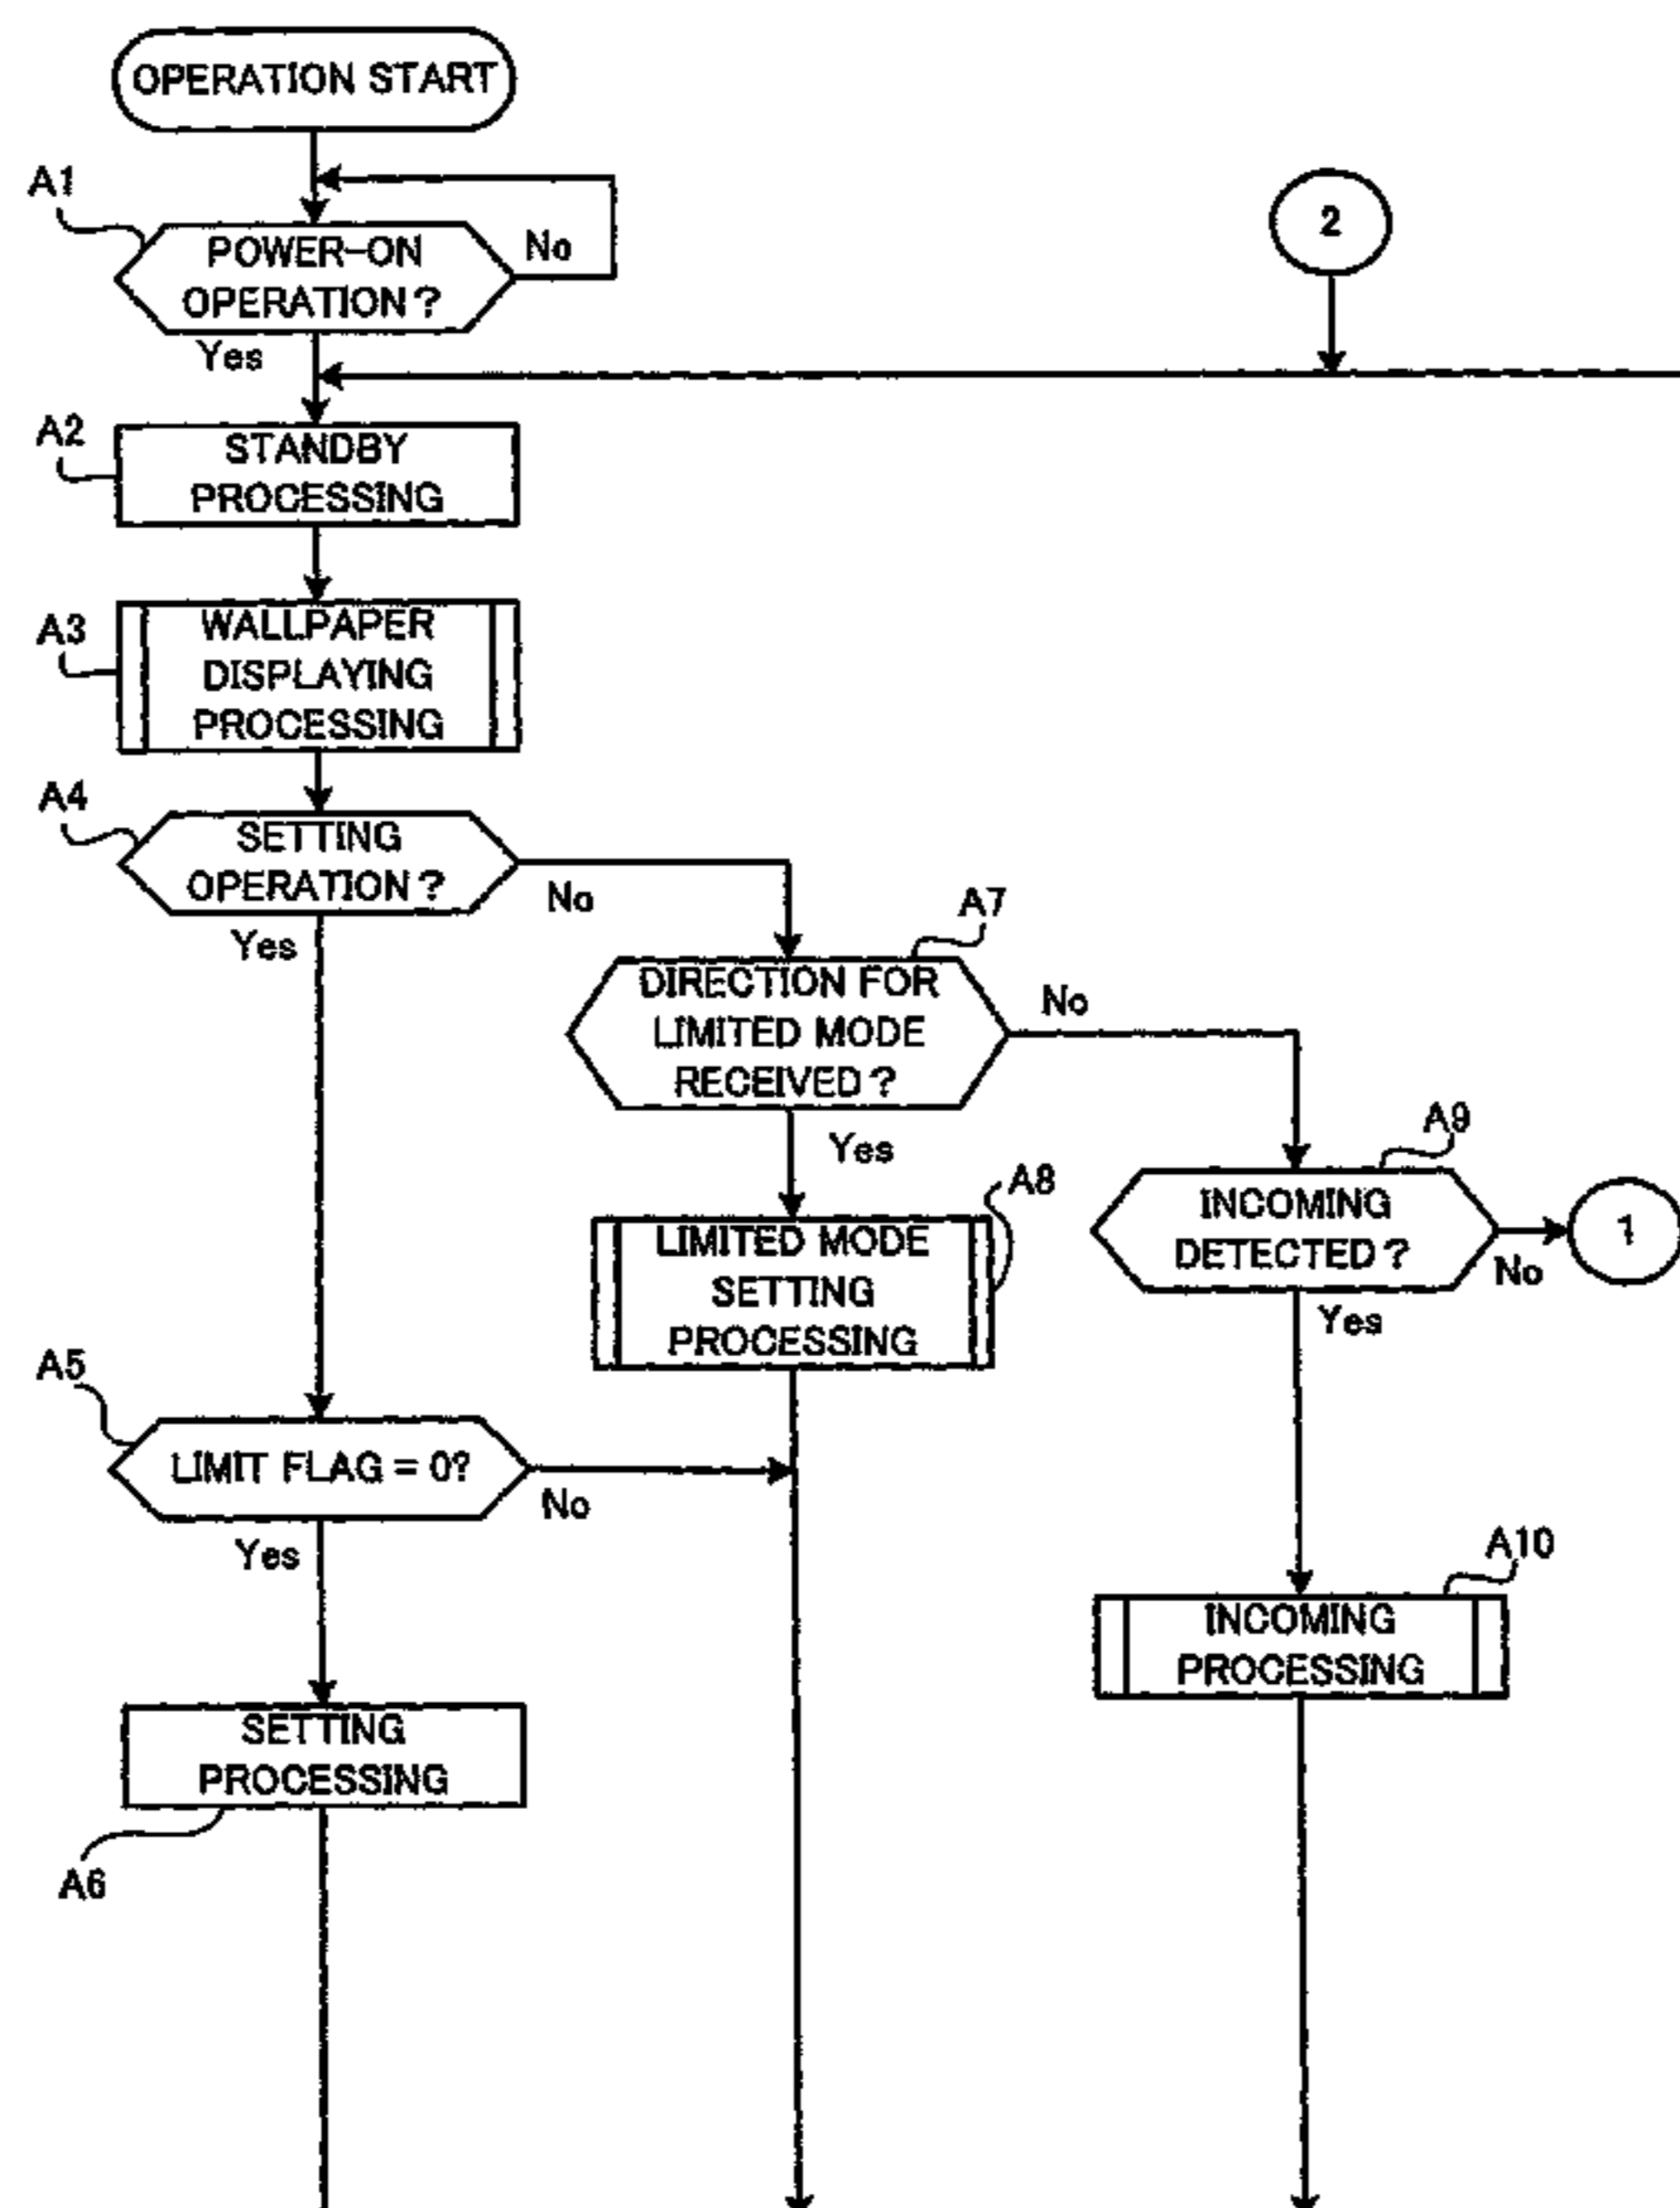 OPERATION START
A1
POWER-ON
OPERATION?
No
Yes
2
A2
STANDBY
PROCESSING
A3
WALLPAPER
DISPLAYING
PROCESSING
A4
SETTING
OPERATION?
No
Yes
A7
DIRECTION FOR
LIMITED MODE
RECEIVED?
No
Yes
A8
LIMITED MODE
SETTING
PROCESSING
A9
INCOMING
DETECTED?
No
1
Yes
A5
LIMIT FLAG = 0?
No
Yes
A10
INCOMING
PROCESSING
SETTING
PROCESSING
A6